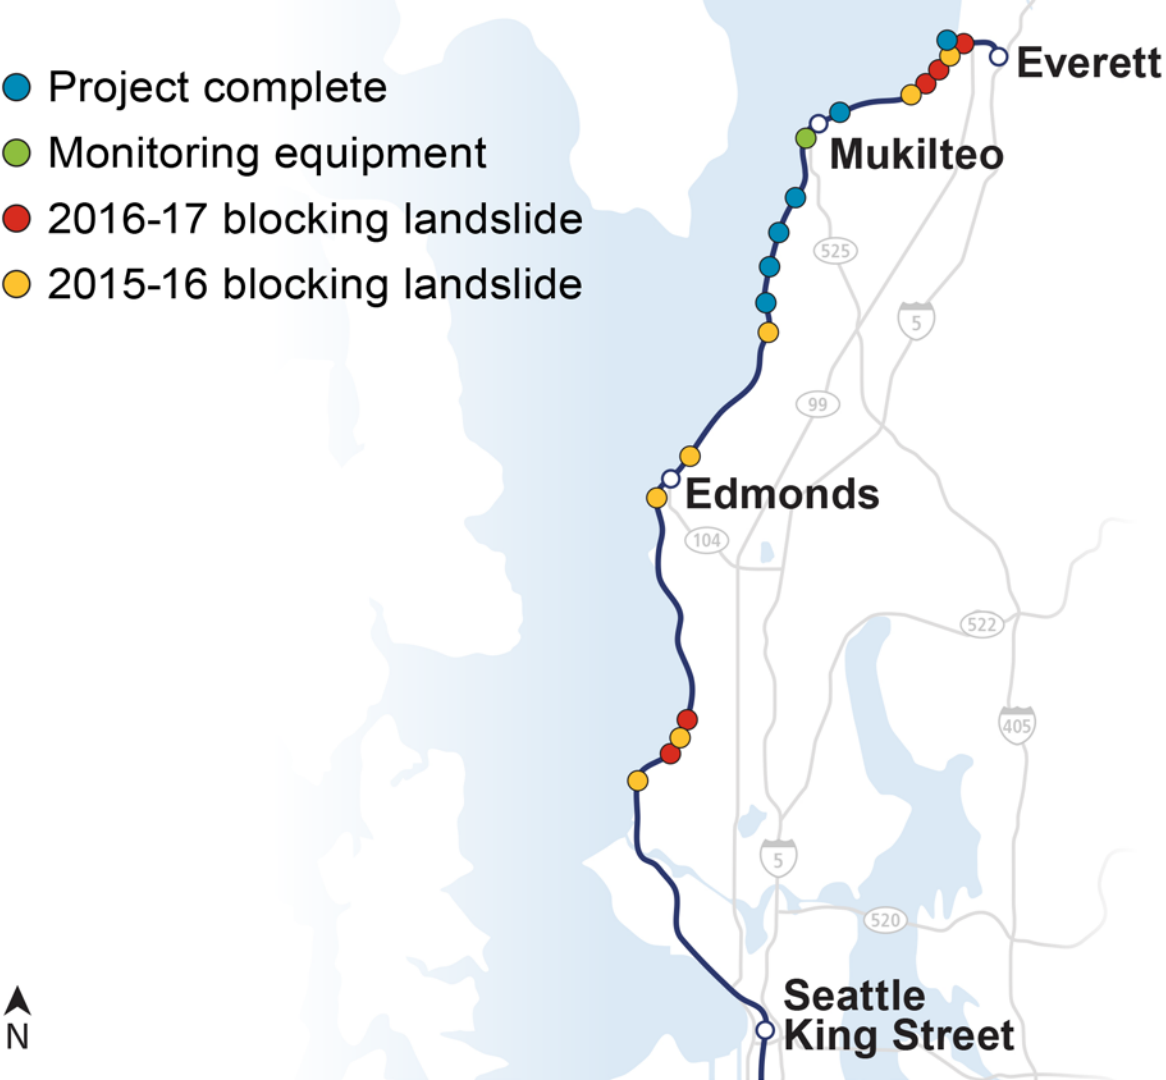 Project complete
Monitoring equipment
2016-17 blocking landslide
2015-16 blocking landslide
Everett
Mukilteo
525
5
99
Edmonds
104
522
405
5
520
Seattle
King Street
N